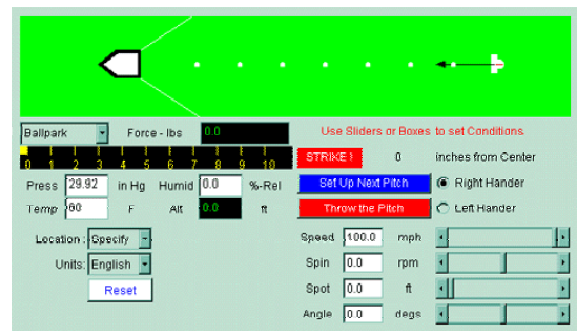 Ballpark Force - lbs 0.0 Use Sliders or Boxes to set Conditions
0 1 2 3 4 5 6 7 8 9 10 STRIKE! 0 inches from Center
Press 29.92 in Hg Humid 0.0 %-Rel Set Up Next Pitch Right Hander
Temp 60 F Alt 0.0 ft Throw the Pitch Left Hander
Location: Specify Speed 100.0 mph
Units: English Spin 0.0 rpm
Reset Spot 0.0 ft
Angle 0.0 degs